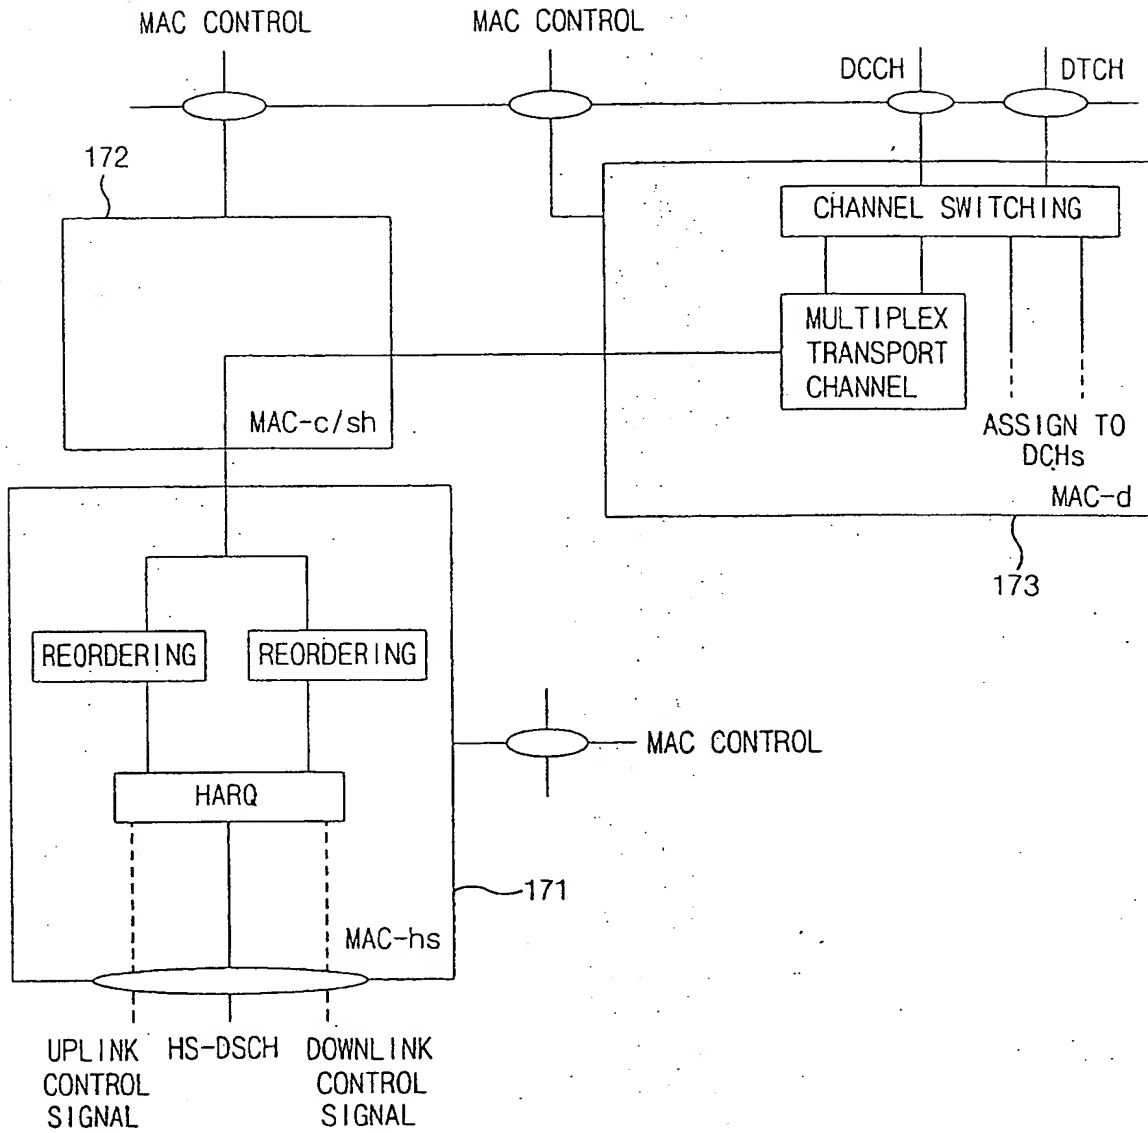 MAC CONTROL
MAC CONTROL
DCCH
DTCH
172
CHANNEL SWITCHING
MULTIPLEX
TRANSPORT
CHANNEL
MAC-c/sh
ASSIGN TO
DCHs
MAC-d
173
REORDERING
REORDERING
MAC CONTROL
HARQ
171
MAC-hs
UPLINK
CONTROL
SIGNAL
HS-DSCH
DOWNLINK
CONTROL
SIGNAL